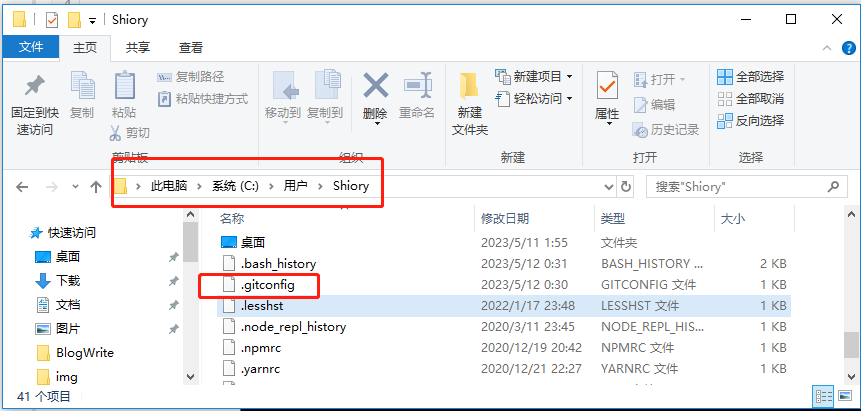 Shiory
文件 主页 共享 查看
固定到快速访问 复制 粘贴 复制路径 粘贴快捷方式 剪切
移动到 复制到 删除 重命名
新建文件夹 新建项目 轻松访问
属性 打开 编辑 历史记录
全部选择 全部取消 反向选择
剪贴板 组织 新建 打开 选择
此电脑 系统 (C:) 用户 Shiory 搜索"Shiory"
名称 修改日期 类型 大小
快速访问
桌面
下载
文档
图片
BlogWrite
img
桌面 2023/5/11 1:55 文件夹
.bash_history 2023/5/12 0:31 BASH_HISTORY ... 2 KB
.gitconfig 2023/5/12 0:30 GITCONFIG 文件 1 KB
.lesshst 2022/1/17 23:48 LESSHST 文件 1 KB
.node_repl_history 2020/3/11 23:45 NODE_REPL_HIS... 1 KB
.npmrc 2020/12/19 20:42 NPMRC 文件 1 KB
.yarnrc 2020/12/21 22:27 YARNRC 文件 1 KB
41 个项目